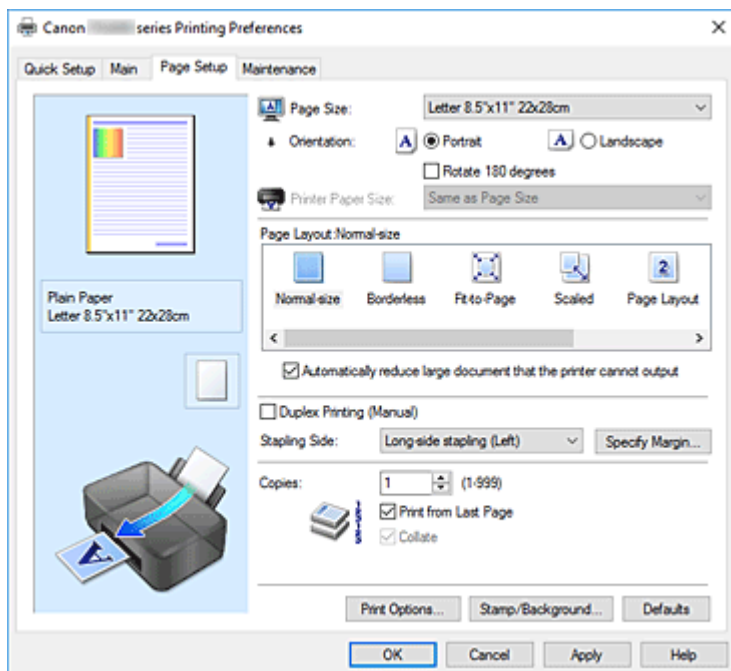 Canon series Printing Preferences
Quick Setup Main Page Setup Maintenance
Page Size: Letter 8.5"x11" 22x28cm
Orientation: A Portrait A Landscape
Rotate 180 degrees
Printer Paper Size: Same as Page Size
Page Layout:Normal-size
2
Normal-size Borderless Fit-to-Page Scaled Page Layout
Plain Paper
Letter 8.5"x11" 22x28cm
Automatically reduce large document that the printer cannot output
Duplex Printing (Manual)
Stapling Side: Long-side stapling (Left) Specify Margin...
Copies: 1 (1-999)
Print from Last Page
Collate
A
Print Options... Stamp/Background... Defaults
OK Cancel Apply Help